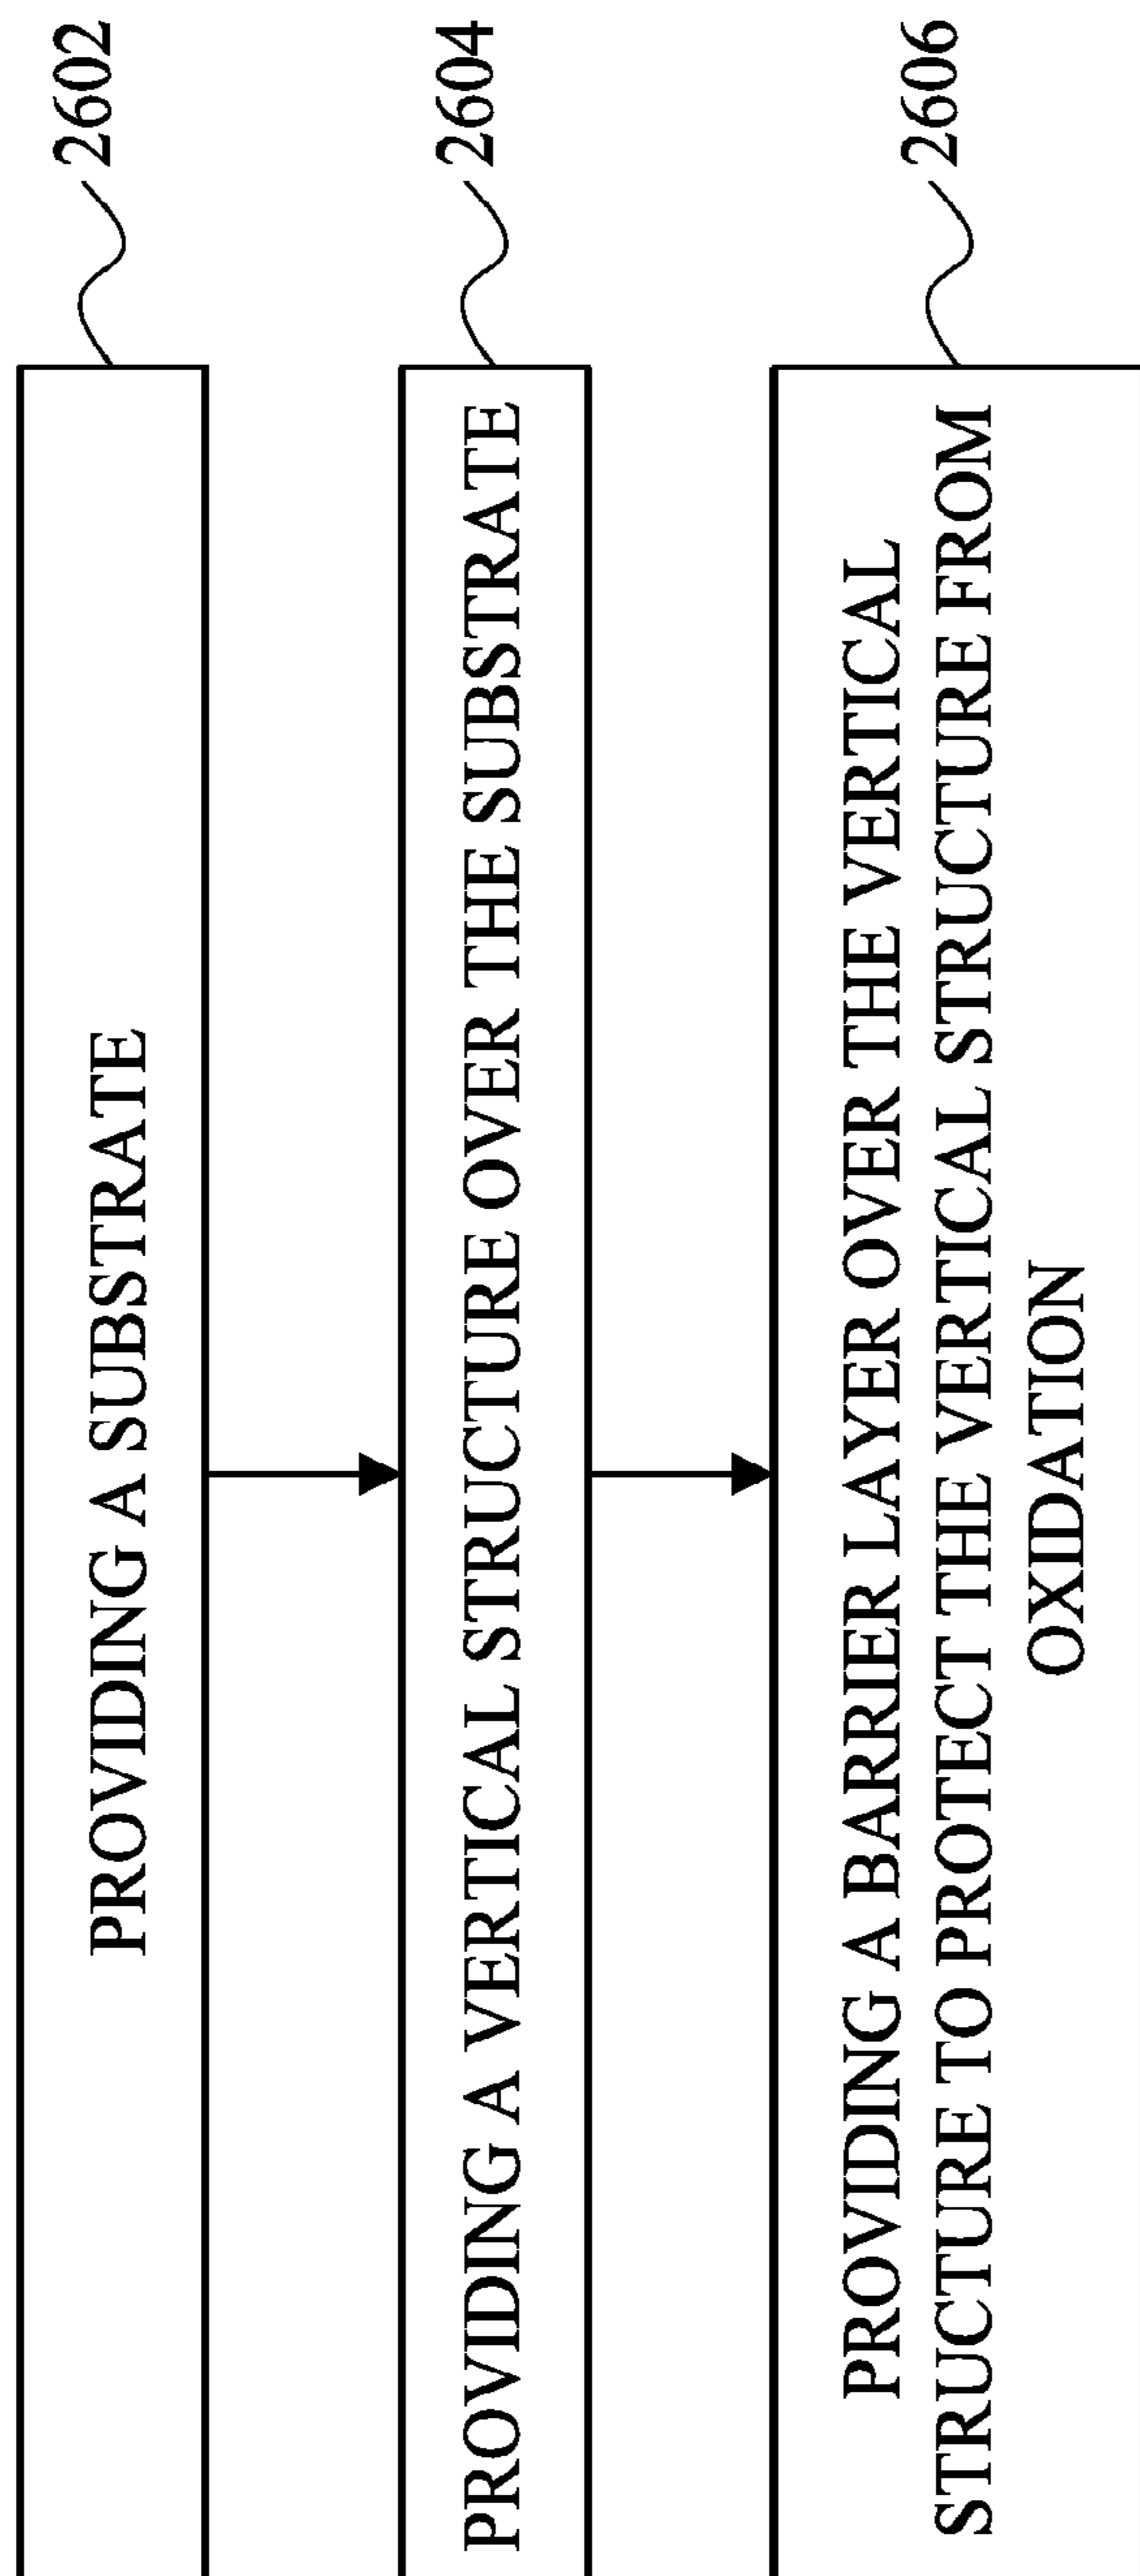 PROVIDING A SUBSTRATE
2602
PROVIDING A VERTICAL STRUCTURE OVER THE SUBSTRATE
2604
PROVIDING A BARRIER LAYER OVER THE VERTICAL
STRUCTURE TO PROTECT THE VERTICAL STRUCTURE FROM
OXIDATION
2606